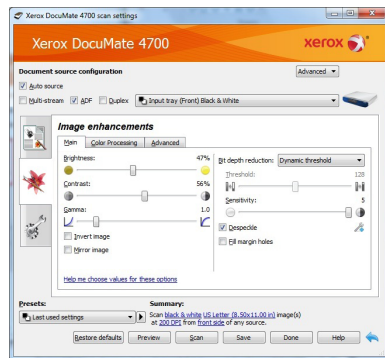 Xerox DocuMate 4700 scan settings
Xerox DocuMate 4700
xerox
Document source configuration
Advanced
Auto source
Multi-stream ADF Duplex Input tray (Front) Black & White
Image enhancements
Main Color Processing Advanced
Brightness: 47%
Bit depth reduction: Dynamic threshold
Threshold: 128
Contrast: 56%
Sensitivity: 5
Gamma: 1.0
Despeckle
Invert image
Fill margin holes
Mirror image
Help me choose values for these options
Presets: Summary:
Last used settings
Scan black & white US Letter (8.50x11.00 in) image(s)
at 200 DPI from front side of any source.
Restore defaults Preview Scan Save Done Help